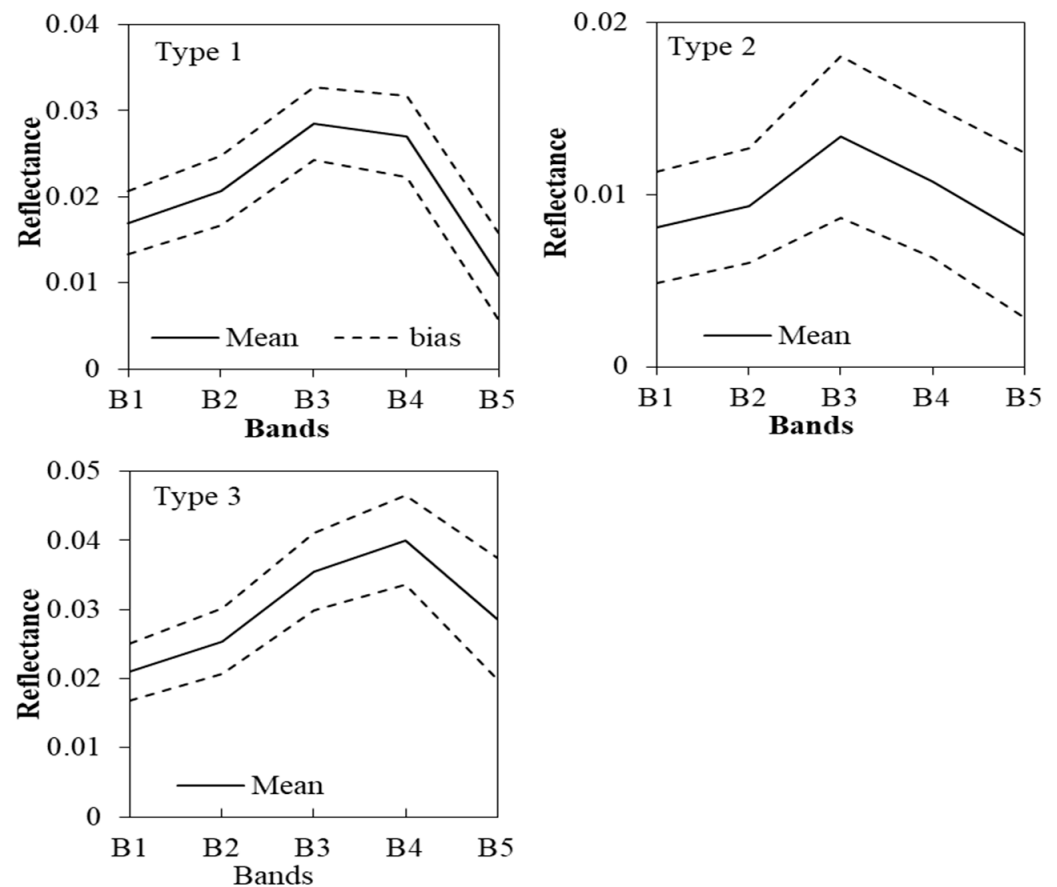 Type 1
0.04
0.03
0.02
0.01
0
Reflectance
Mean bias
B1 B2 B3 B4 B5
Bands
Type 2
0.02
0.01
0
Reflectance
Mean
B1 B2 B3 B4 B5
Bands
Type 3
0.05
0.04
0.03
0.02
0.01
0
Reflectance
Mean
B1 B2 B3 B4 B5
Bands